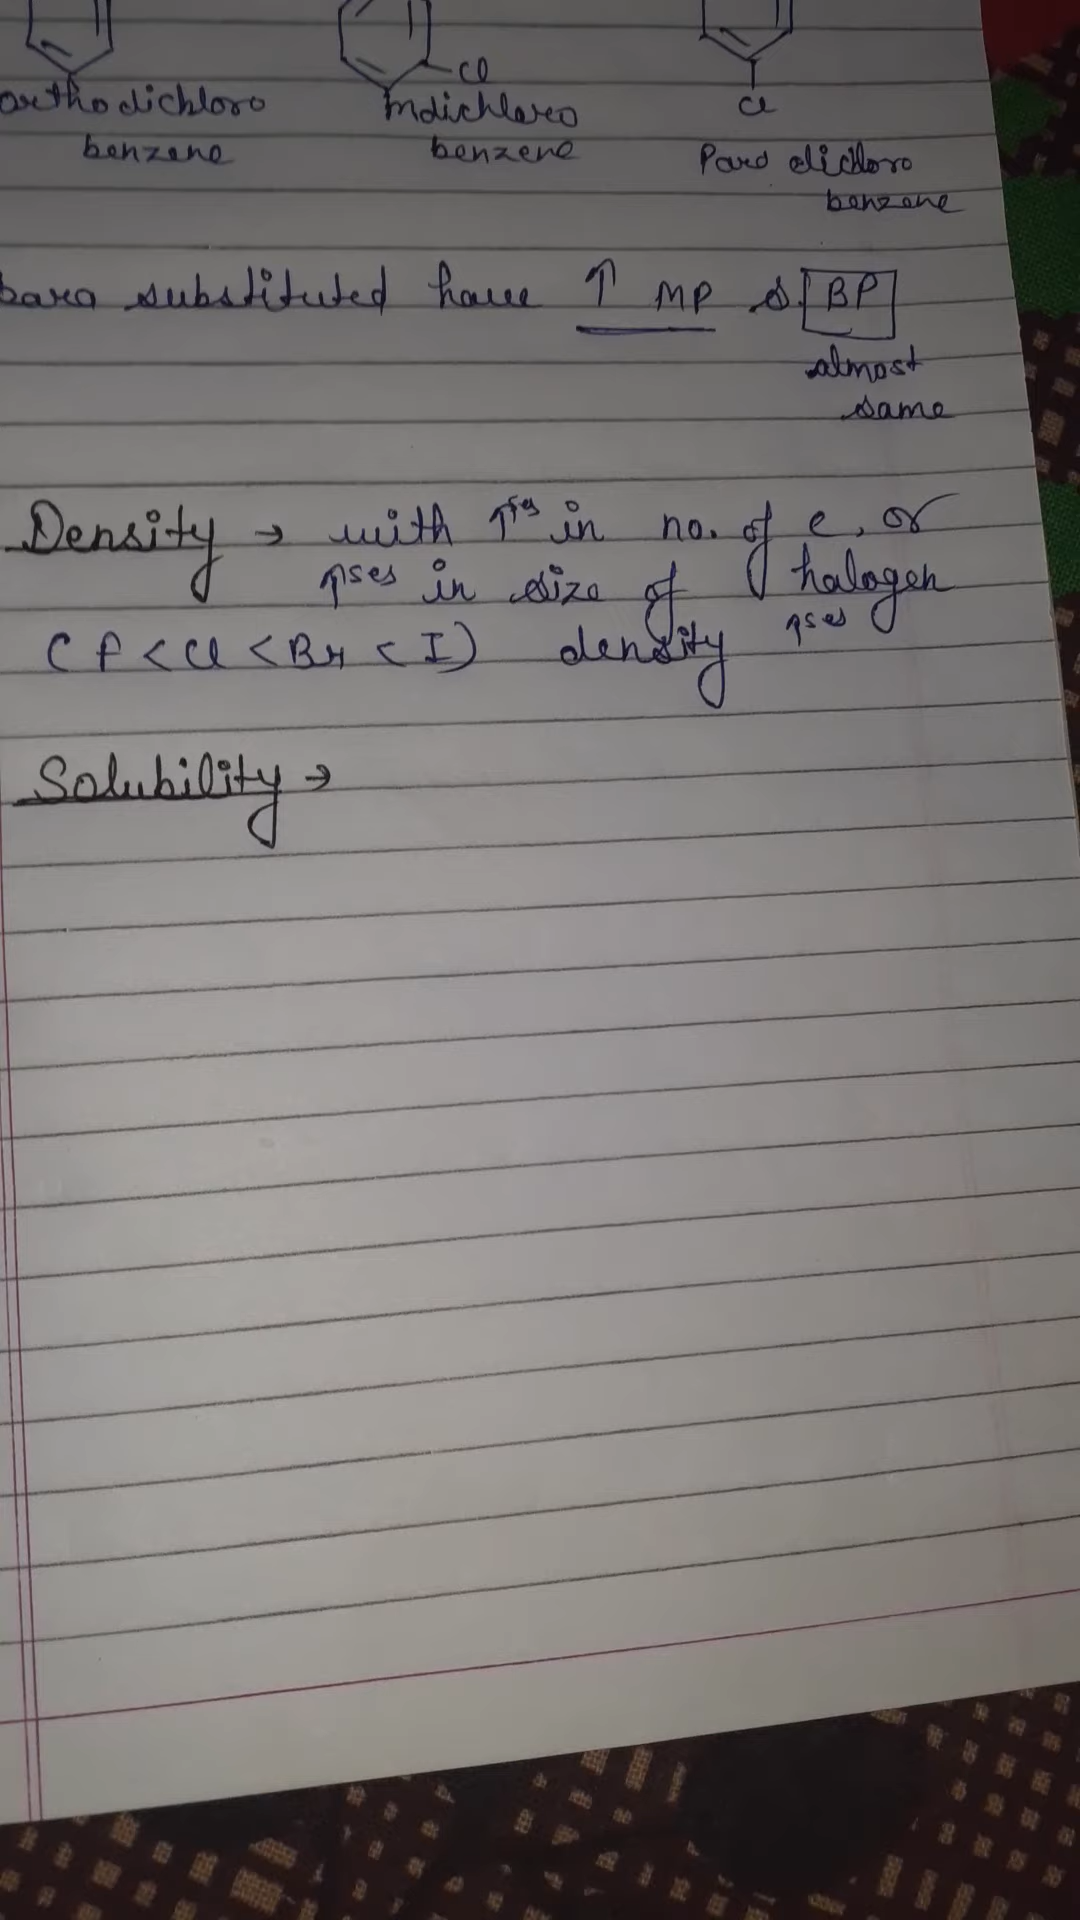 Cl
Cl
ortho dichloro
benzene
mdichloro
benzene
Para dichloro
benzene
para substituted have ↑ MP & BP
almost
same
Density → with ↑ses in no. of c, or
↑ses in size of halogen
(F < Cl < Br < I) density ↑ses
Solubility →